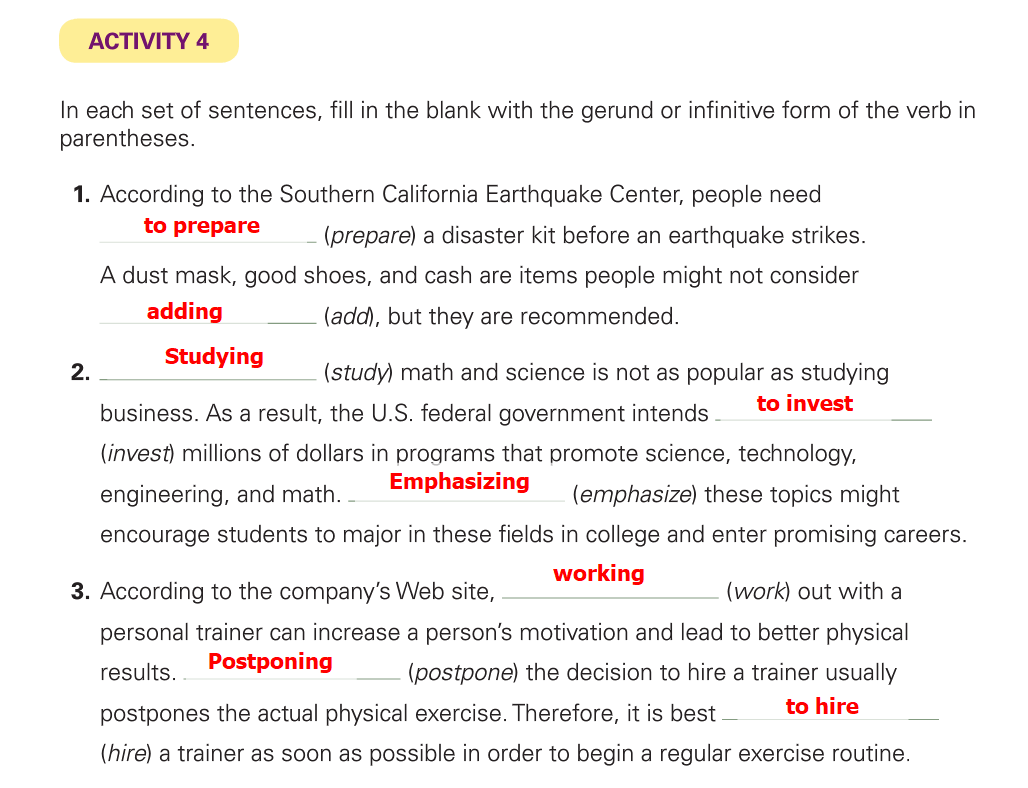 ACTIVITY 4
In each set of sentences, fill in the blank with the gerund or infinitive form of the verb in
parentheses.
1. According to the Southern California Earthquake Center, people need
to prepare (prepare) a disaster kit before an earthquake strikes.
A dust mask, good shoes, and cash are items people might not consider
adding (add), but they are recommended.
2. Studying (study) math and science is not as popular as studying
business. As a result, the U.S. federal government intends to invest
(invest) millions of dollars in programs that promote science, technology,
engineering, and math. Emphasizing (emphasize) these topics might
encourage students to major in these fields in college and enter promising careers.
3. According to the company's Web site, working (work) out with a
personal trainer can increase a person's motivation and lead to better physical
results. Postponing (postpone) the decision to hire a trainer usually
postpones the actual physical exercise. Therefore, it is best to hire
(hire) a trainer as soon as possible in order to begin a regular exercise routine.